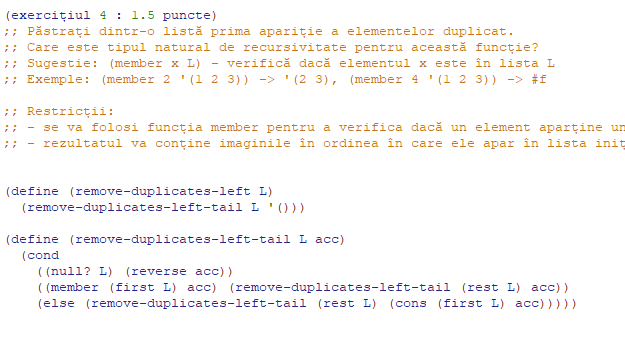 (exercițiul 4 : 1.5 puncte)
;; Păstrați dintr-o listă prima apariție a elementelor duplicat.
;; Care este tipul natural de recursivitate pentru această funcție?
;; Sugestie: (member x L) - verifică dacă elementul x este în lista L
;; Exemple: (member 2 '(1 2 3)) -> '(2 3), (member 4 '(1 2 3)) -> #f
;; Restricții:
;; - se va folosi funcția member pentru a verifica dacă un element aparține un
;; - rezultatul va conține imaginile în ordinea în care ele apar în lista iniț
(define (remove-duplicates-left L)
(remove-duplicates-left-tail L '()))
(define (remove-duplicates-left-tail L acc)
(cond
((null? L) (reverse acc))
((member (first L) acc) (remove-duplicates-left-tail (rest L) acc))
(else (remove-duplicates-left-tail (rest L) (cons (first L) acc)))))